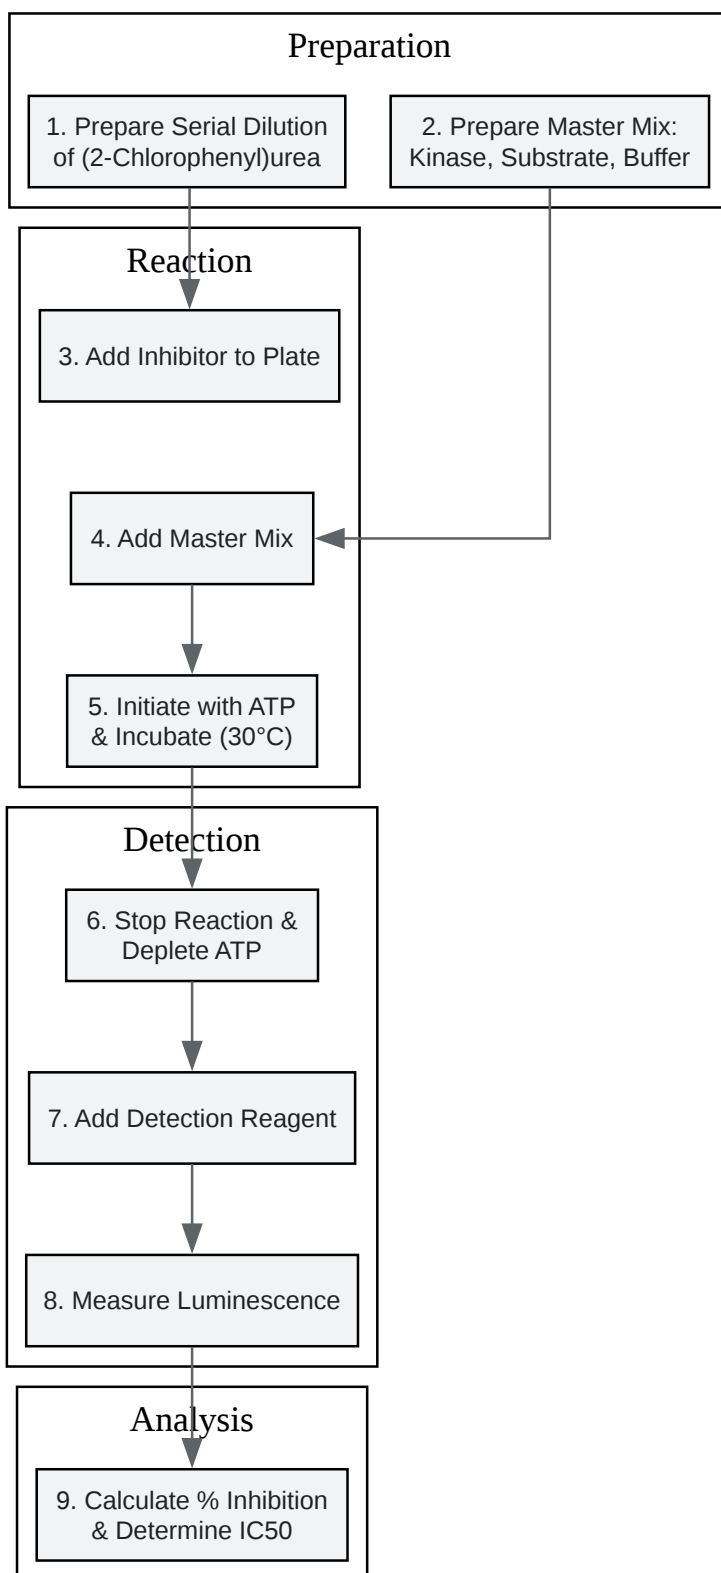 Preparation
1. Prepare Serial Dilution
of (2-Chlorophenyl)urea
2. Prepare Master Mix:
Kinase, Substrate, Buffer
Reaction
3. Add Inhibitor to Plate
4. Add Master Mix
5. Initiate with ATP
& Incubate (30°C)
Detection
6. Stop Reaction &
Deplete ATP
7. Add Detection Reagent
8. Measure Luminescence
Analysis
9. Calculate % Inhibition
& Determine IC50